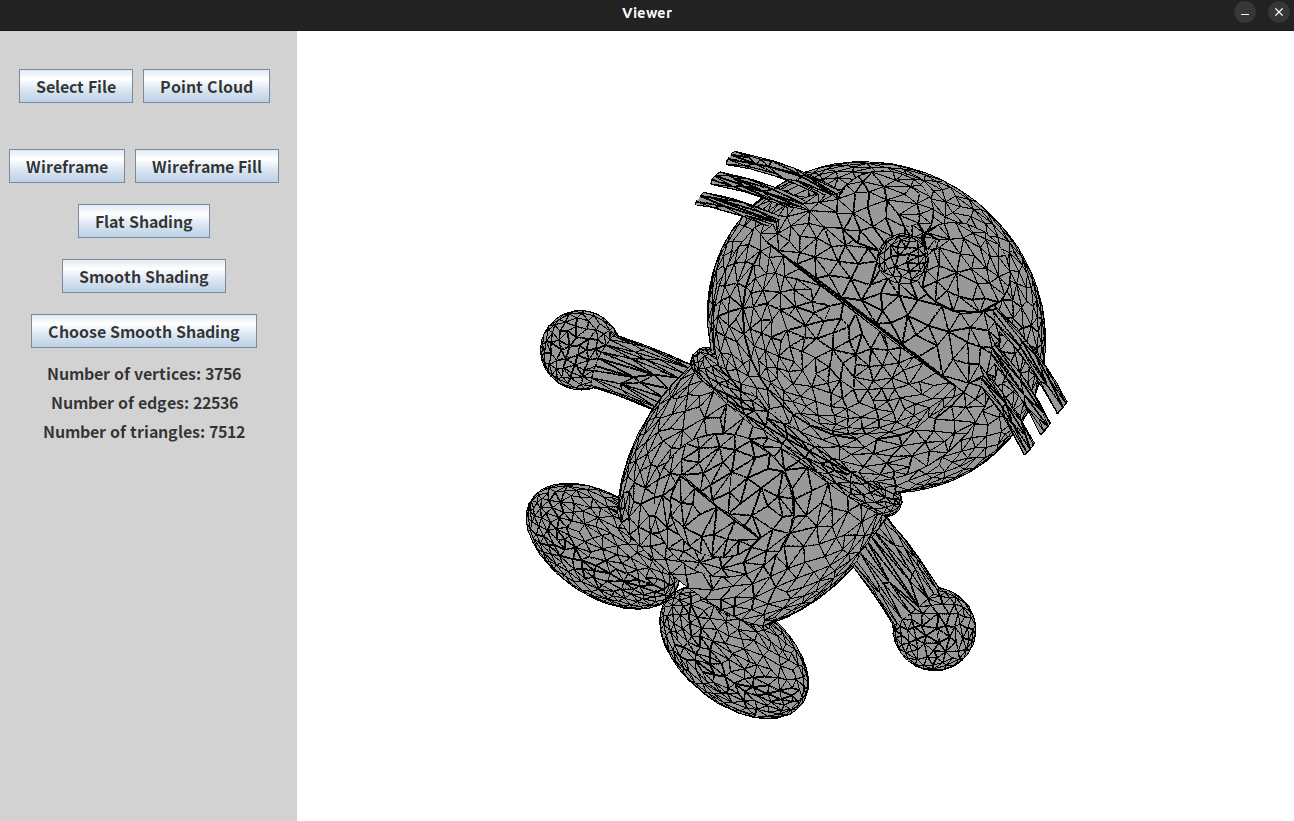 Viewer
Select File Point Cloud
Wireframe Wireframe Fill
Flat Shading
Smooth Shading
Choose Smooth Shading
Number of vertices: 3756
Number of edges: 22536
Number of triangles: 7512